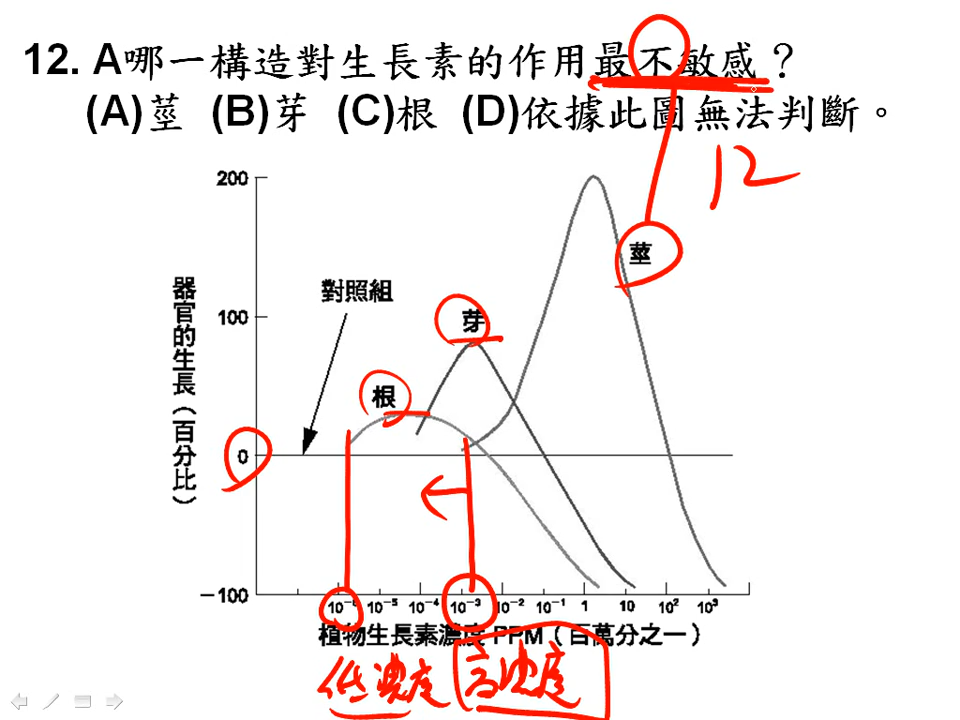 12. A哪一構造對生長素的作用最不敏感？
(A)莖 (B)芽 (C)根 (D)依據此圖無法判斷。
12
200
莖
對照組
100
芽
根
0
-100
器官的生長（百分比）
10⁻⁶ 10⁻⁵ 10⁻⁴ 10⁻³ 10⁻² 10⁻¹ 1 10 10² 10³
植物生長素濃度 PPM（百萬分之一）
低濃度 高濃度